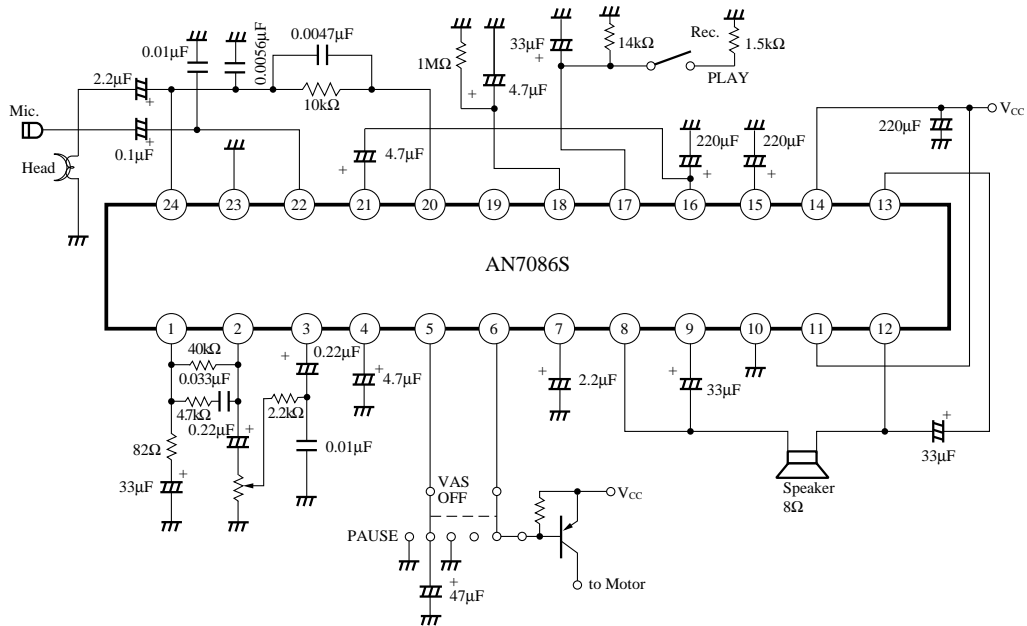 0.01μF
0.0056μF
0.0047μF
33μF
14kΩ
Rec.
1.5kΩ
1MΩ
4.7μF
PLAY
2.2μF
10kΩ
Mic.
0.1μF
Head
4.7μF
220μF
220μF
220μF
VCC
24
23
22
21
20
19
18
17
16
15
14
13
AN7086S
1
2
3
4
5
6
7
8
9
10
11
12
40kΩ
0.033μF
4.7kΩ
0.22μF
82Ω
33μF
0.22μF
2.2kΩ
0.01μF
4.7μF
2.2μF
33μF
33μF
Speaker
8Ω
VAS
OFF
VCC
PAUSE
47μF
to Motor